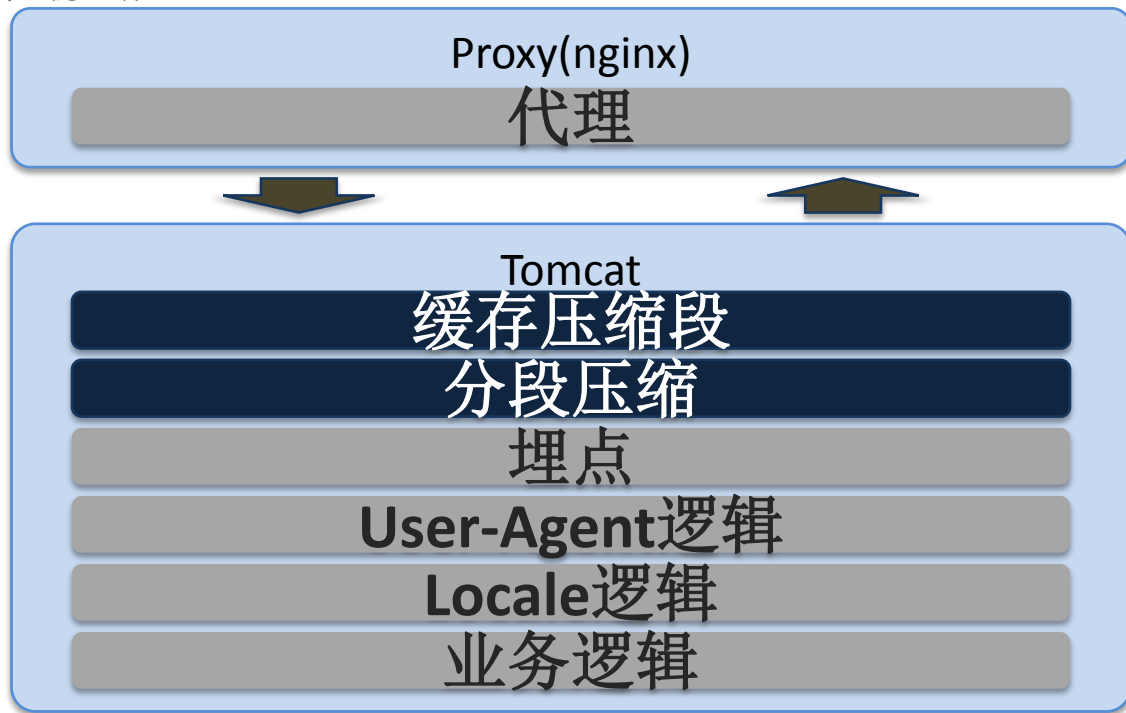 Proxy(nginx)
代理
Tomcat
缓存压缩段
分段压缩
埋点
User-Agent逻辑
Locale逻辑
业务逻辑